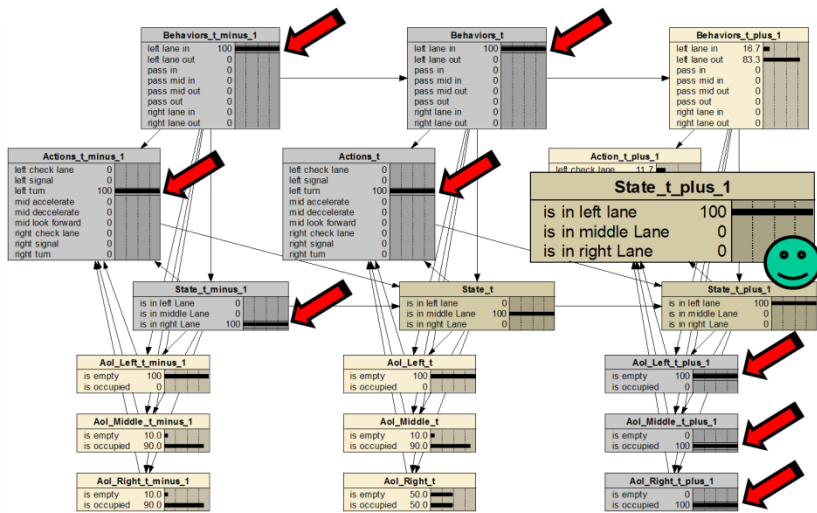 Behaviors_t_minus_1
left lane in 100
left lane out 0
pass in 0
pass mid in 0
pass mid out 0
pass out 0
right lane in 0
right lane out 0
Behaviors_t
left lane in 100
left lane out 0
pass in 0
pass mid in 0
pass mid out 0
pass out 0
right lane in 0
right lane out 0
Behaviors_t_plus_1
left lane in 16.7
left lane out 83.3
pass in 0
pass mid in 0
pass mid out 0
pass out 0
right lane in 0
right lane out 0
Actions_t_minus_1
left check lane 0
left signal 0
left turn 100
mid accelerate 0
mid deccelerate 0
mid look forward 0
right check lane 0
right signal 0
right turn 0
Actions_t
left check lane 0
left signal 0
left turn 100
mid accelerate 0
mid deccelerate 0
mid look forward 0
right check lane 0
right signal 0
right turn 0
Action_t_plus_1
left check lane 11.7
State_t_plus_1
is in left lane 100
is in middle Lane 0
is in right Lane 0
State_t_minus_1
is in left Lane 0
is in middle Lane 0
is in right Lane 100
State_t
is in left Lane 0
is in middle Lane 100
is in right Lane 0
State_t_plus_1
is in left lane 100
is in middle Lane 0
is in right Lane 0
AoI_Left_t_minus_1
is empty 100
is occupied 0
AoI_Left_t
is empty 100
is occupied 0
AoI_Left_t_plus_1
is empty 100
is occupied 0
AoI_Middle_t_minus_1
is empty 10.0
is occupied 90.0
AoI_Middle_t
is empty 10.0
is occupied 90.0
AoI_Middle_t_plus_1
is empty 0
is occupied 100
AoI_Right_t_minus_1
is empty 10.0
is occupied 90.0
AoI_Right_t
is empty 50.0
is occupied 50.0
AoI_Right_t_plus_1
is empty 0
is occupied 100